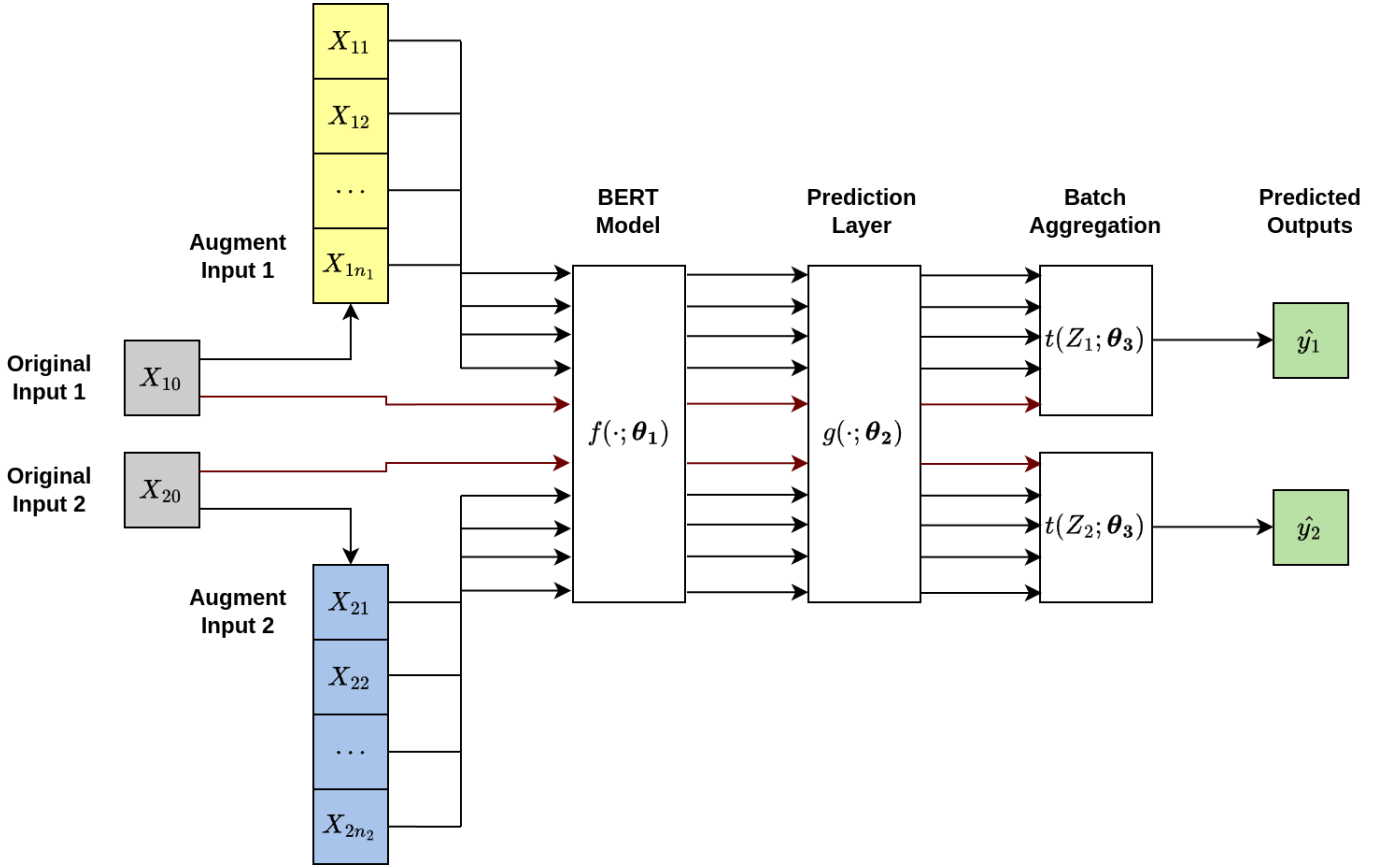 X₁₁
X₁₂
...
X₁ₙ₁
Augment
Input 1
Original
Input 1
X₁₀
Original
Input 2
X₂₀
Augment
Input 2
X₂₁
X₂₂
...
X₂ₙ₂
BERT
Model
f(·; θ₁)
Prediction
Layer
g(·; θ₂)
Batch
Aggregation
t(Z₁; θ₃)
t(Z₂; θ₃)
Predicted
Outputs
ŷ₁
ŷ₂